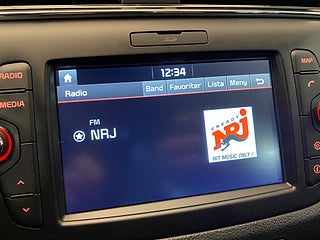 12:34
Radio Band Favoriter Lista Meny
FM
NRJ
ENERGY
NRJ
HIT MUSIC ONLY!
RADIO
MEDIA
MAP